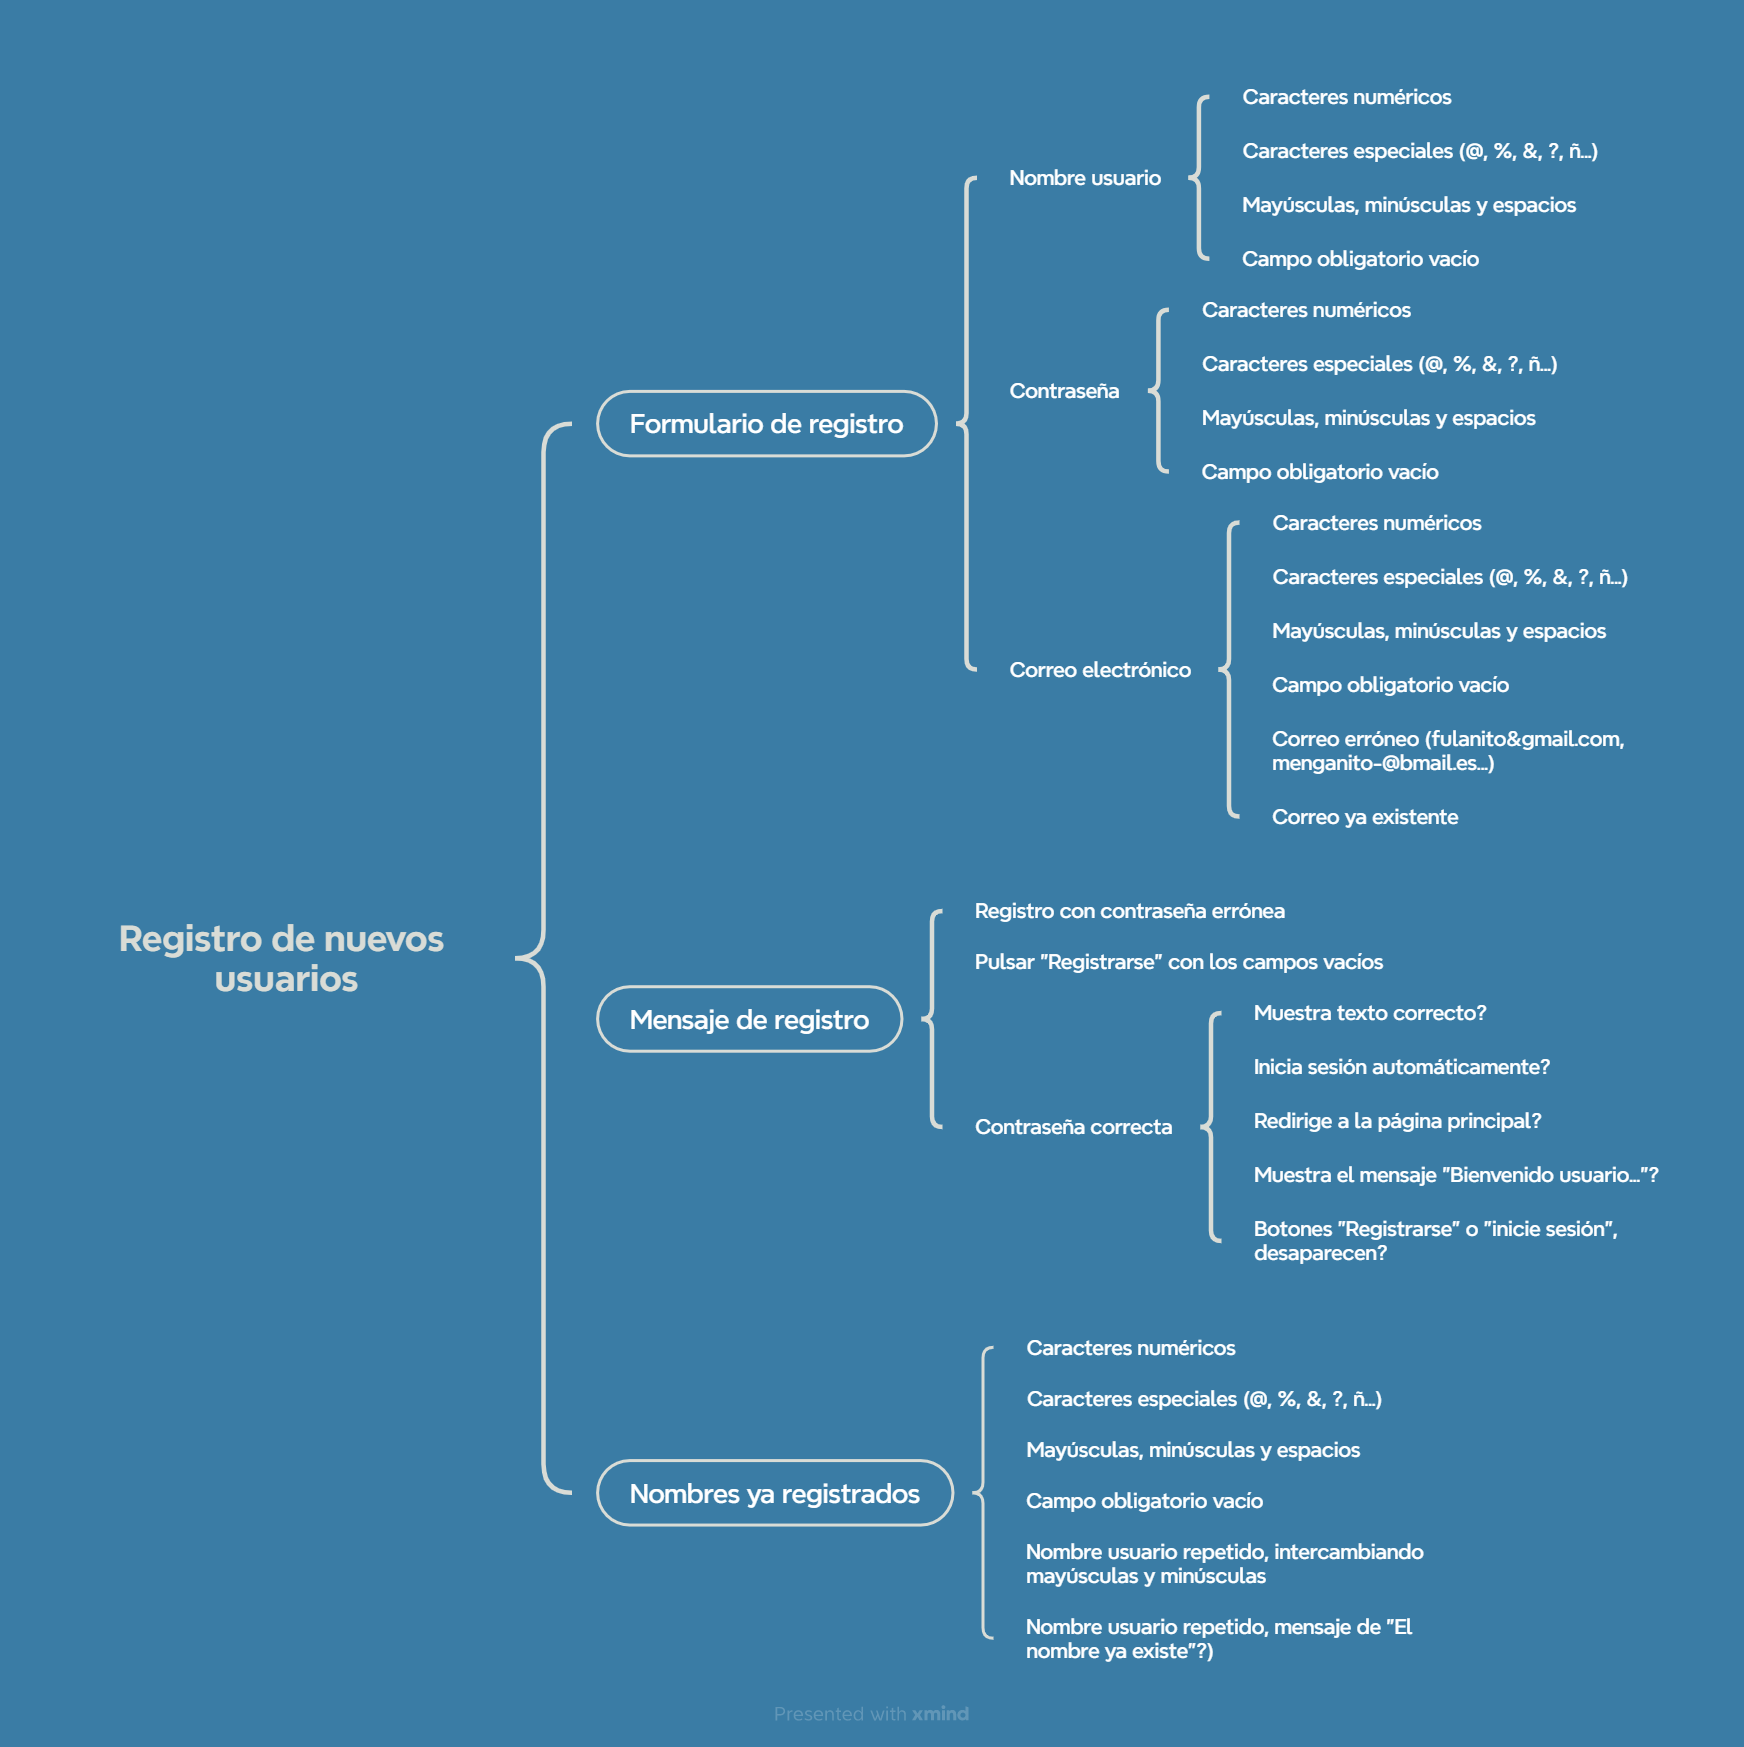 Registro de nuevos
usuarios
Formulario de registro
Nombre usuario
Caracteres numéricos
Caracteres especiales (@, %, &, ?, ñ...)
Mayúsculas, minúsculas y espacios
Campo obligatorio vacío
Contraseña
Caracteres numéricos
Caracteres especiales (@, %, &, ?, ñ...)
Mayúsculas, minúsculas y espacios
Campo obligatorio vacío
Correo electrónico
Caracteres numéricos
Caracteres especiales (@, %, &, ?, ñ...)
Mayúsculas, minúsculas y espacios
Campo obligatorio vacío
Correo erróneo (fulanito&gmail.com,
menganito-@bmail.es...)
Correo ya existente
Mensaje de registro
Registro con contraseña errónea
Pulsar "Registrarse" con los campos vacíos
Contraseña correcta
Muestra texto correcto?
Inicia sesión automáticamente?
Redirige a la página principal?
Muestra el mensaje "Bienvenido usuario..."?
Botones "Registrarse" o "inicie sesión",
desaparecen?
Nombres ya registrados
Caracteres numéricos
Caracteres especiales (@, %, &, ?, ñ...)
Mayúsculas, minúsculas y espacios
Campo obligatorio vacío
Nombre usuario repetido, intercambiando
mayúsculas y minúsculas
Nombre usuario repetido, mensaje de "El
nombre ya existe"?)
Presented with xmind